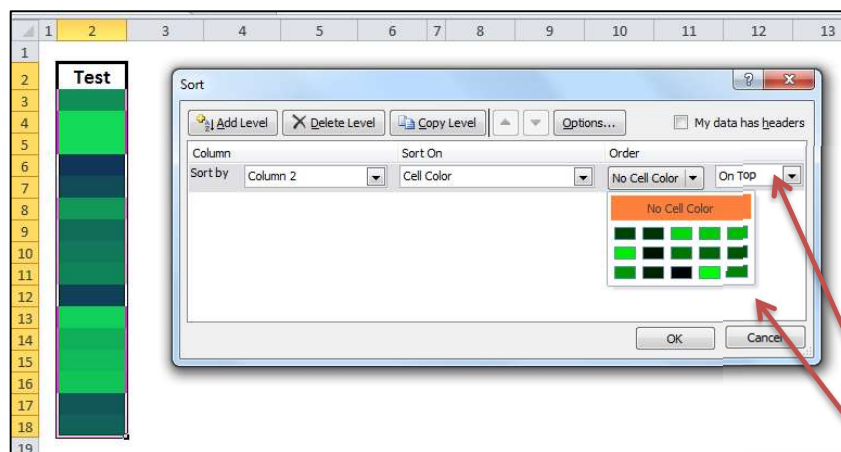 1 2 3 4 5 6 7 8 9 10 11 12 13
1
2 Test
3
4
5
6
7
8
9
10
11
12
13
14
15
16
17
18
19
Sort
Add Level Delete Level Copy Level Options... My data has headers
Column Sort On Order
Sort by Column 2 Cell Color No Cell Color On Top
No Cell Color
OK Cancel